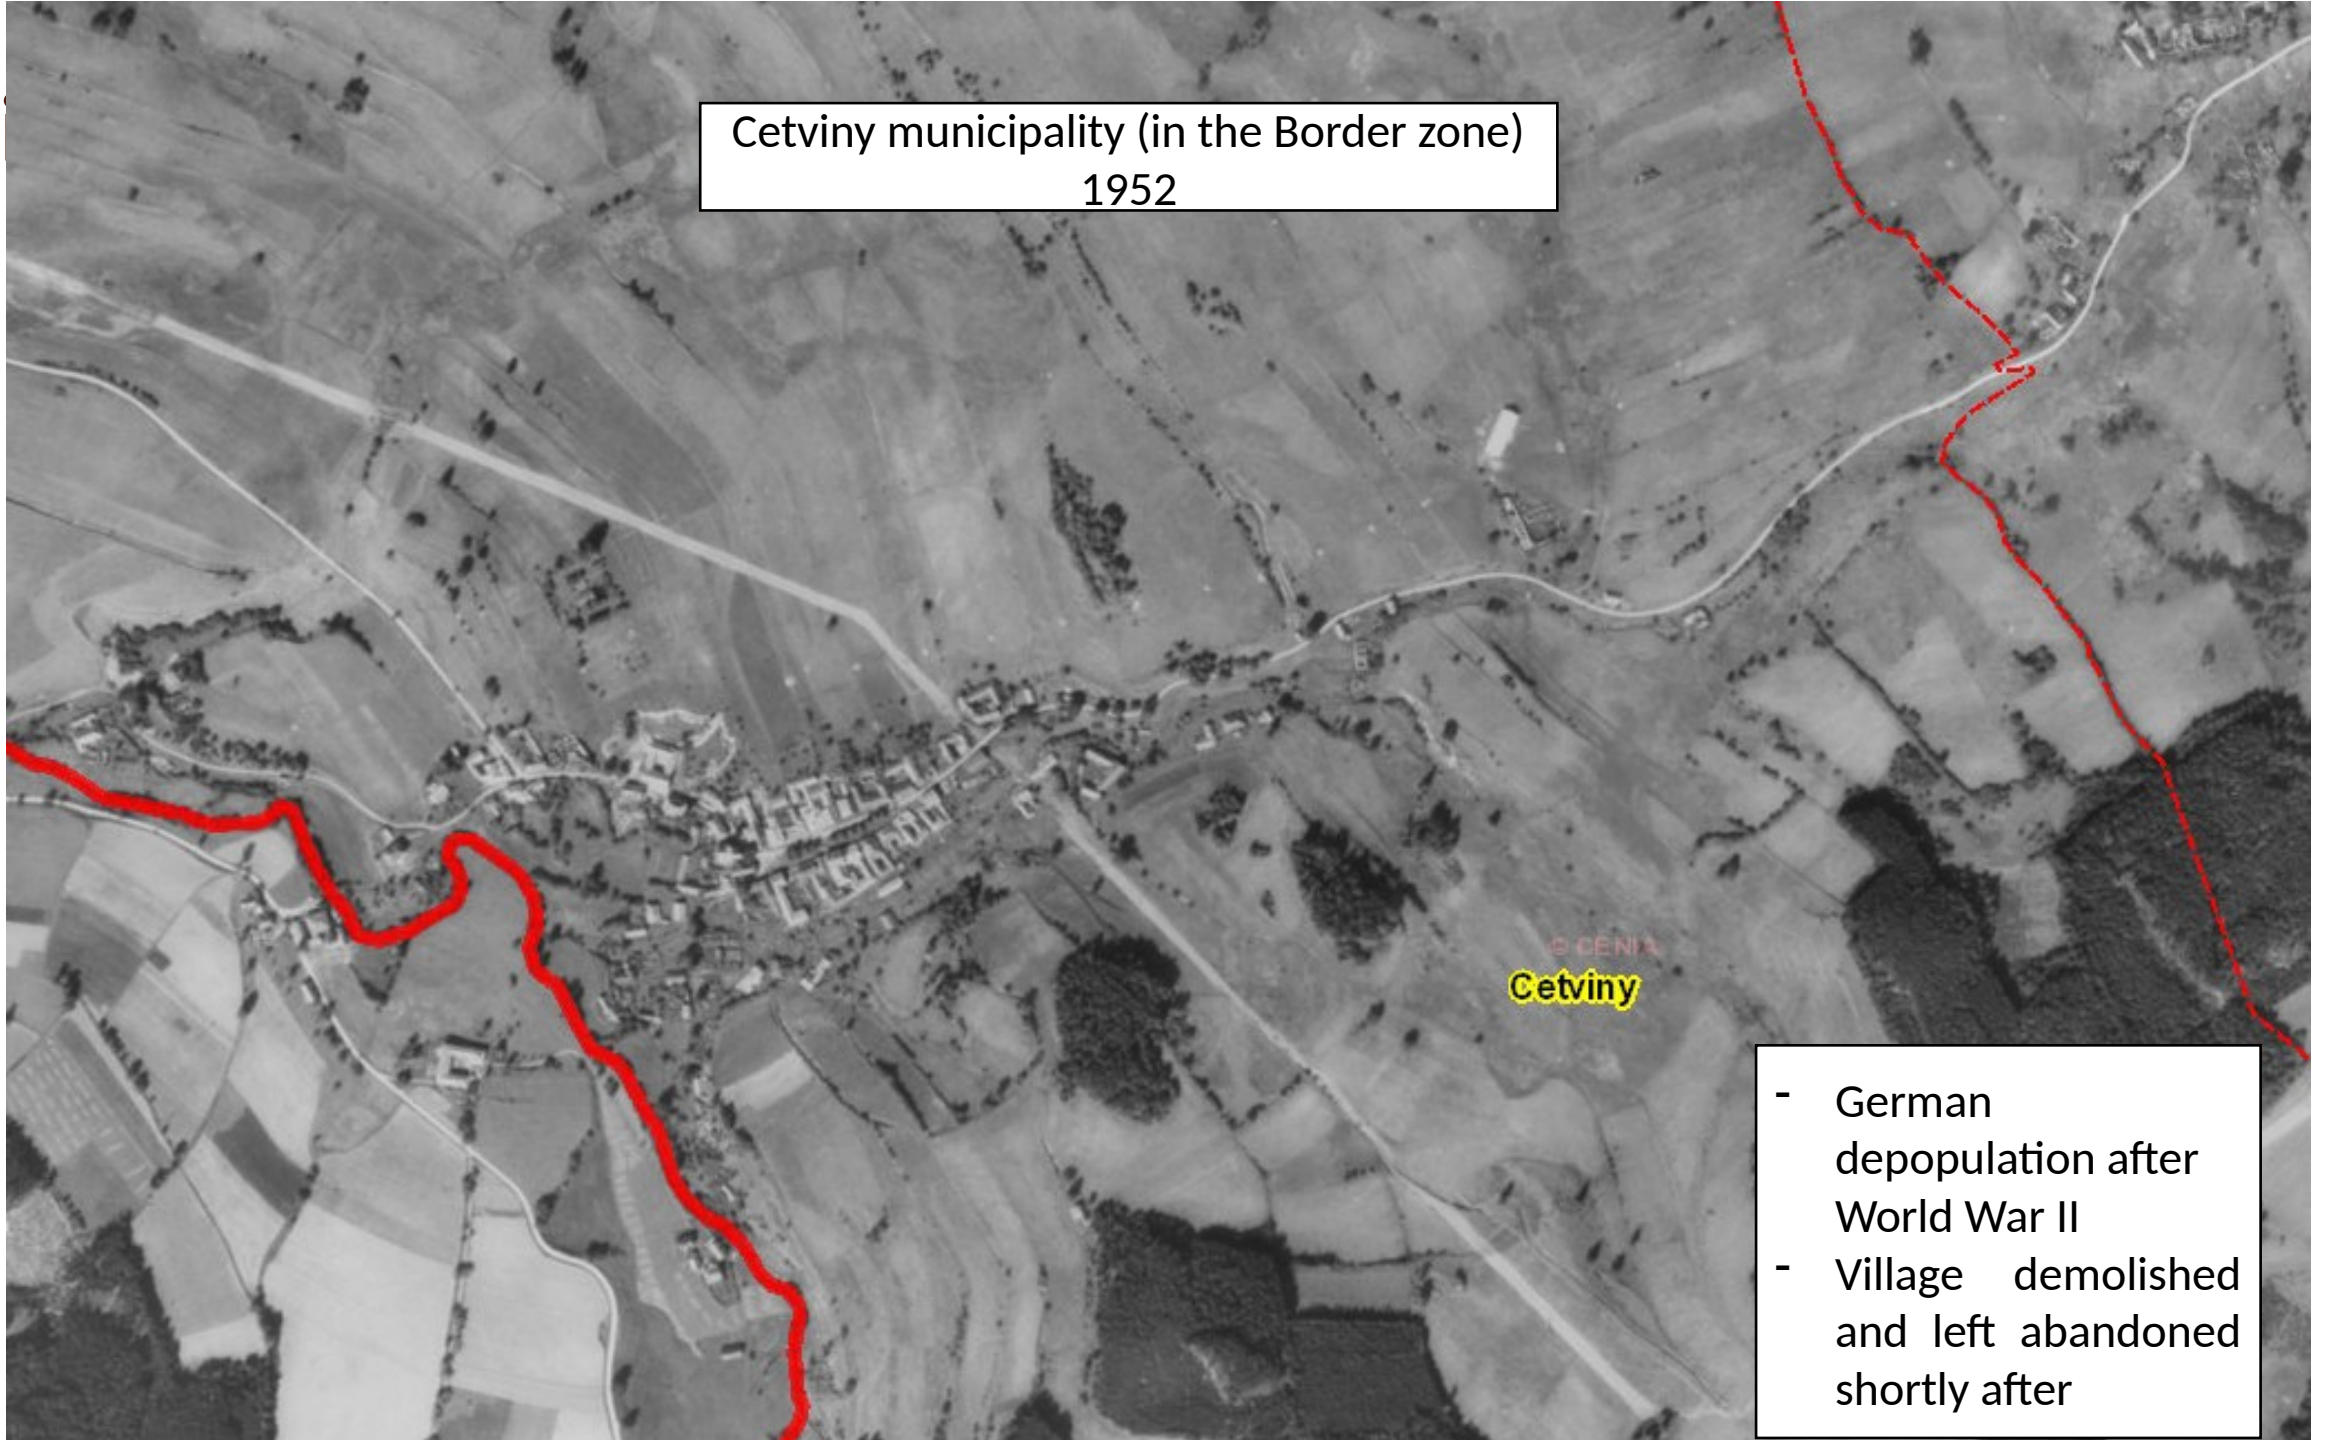 Cetviny municipality (in the Border zone)
1952
© CENIA
Cetviny
- German
depopulation after
World War II
- Village demolished
and left abandoned
shortly after